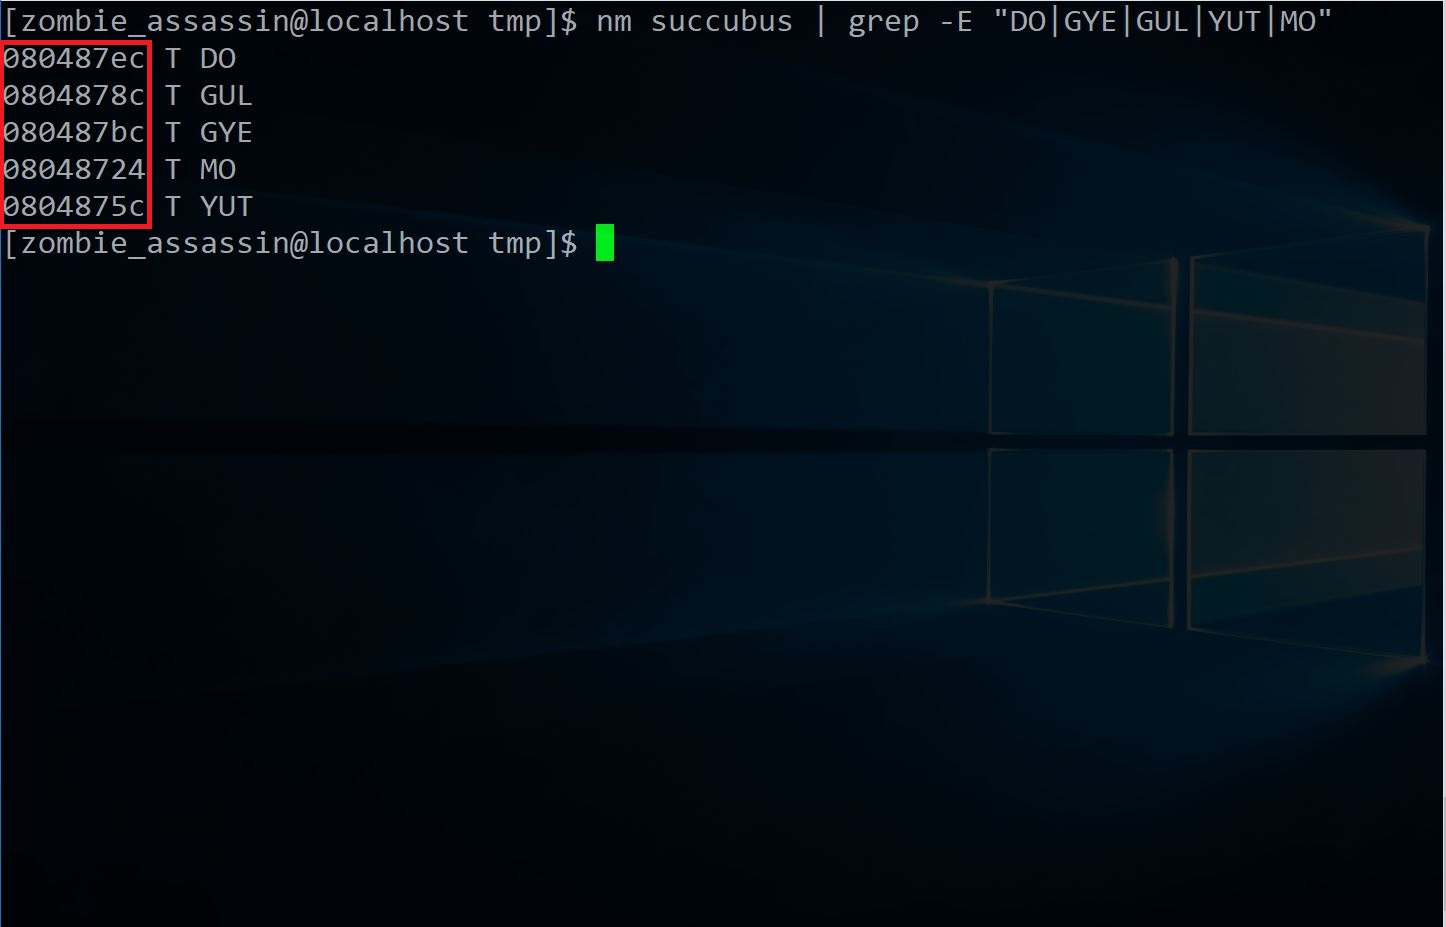 [zombie_assassin@localhost tmp]$ nm succubus | grep -E "DO|GYE|GUL|YUT|MO"
080487ec T DO
0804878c T GUL
080487bc T GYE
08048724 T MO
0804875c T YUT
[zombie_assassin@localhost tmp]$